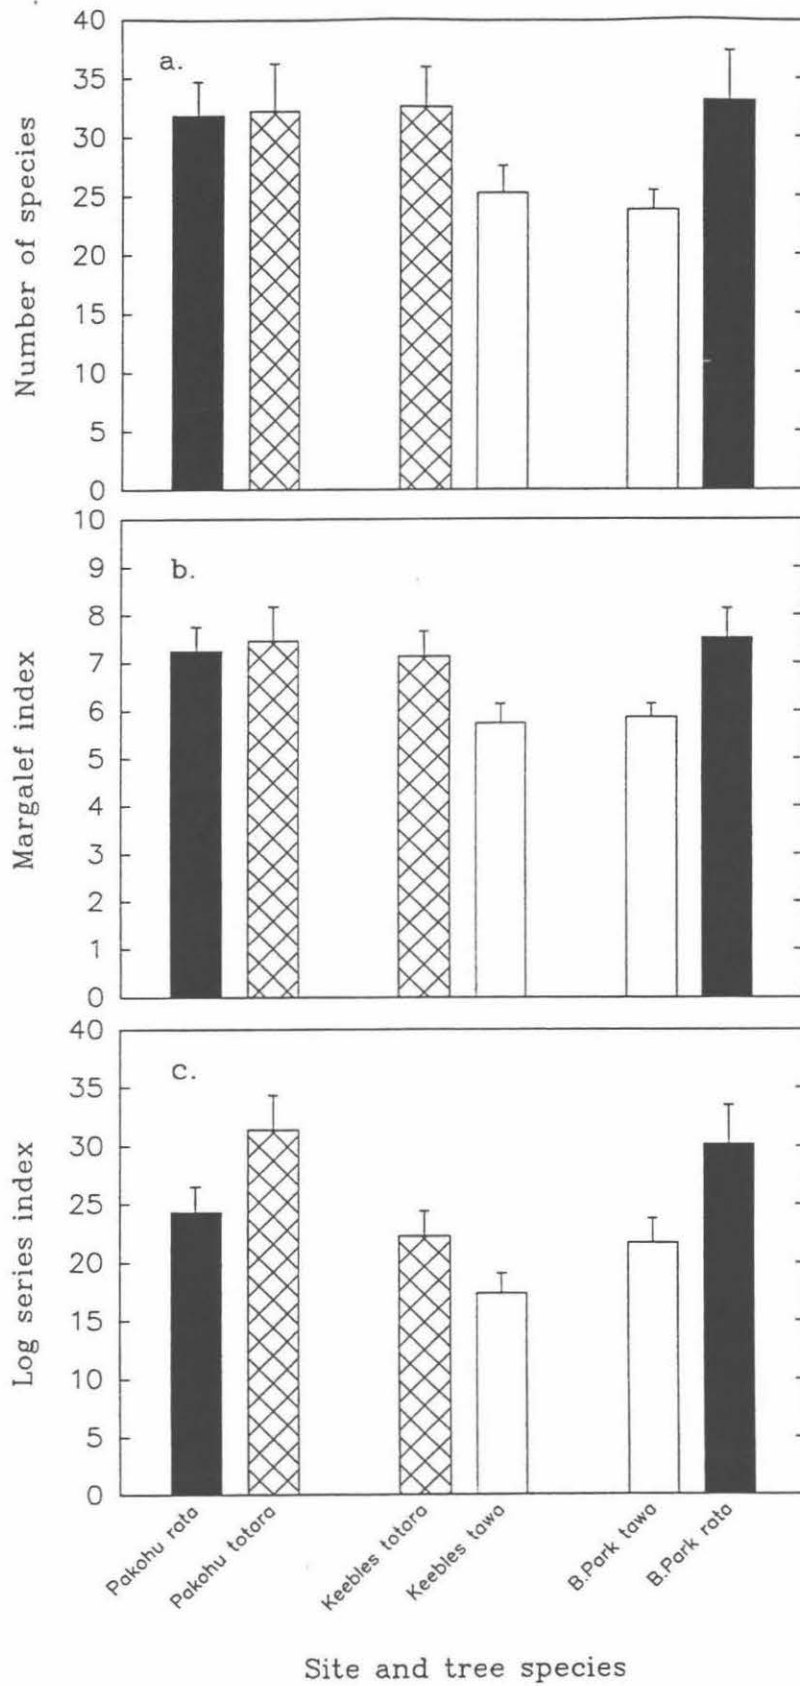 40
a.
35
30
25
20
15
10
5
0
Number of species
10
b.
9
8
7
6
5
4
3
2
1
0
Margalef index
40
c.
35
30
25
20
15
10
5
0
Log series index
Pakohu rata
Pakohu totara
Keebles totara
Keebles tawa
B.Park tawa
B.Park rata
Site and tree species